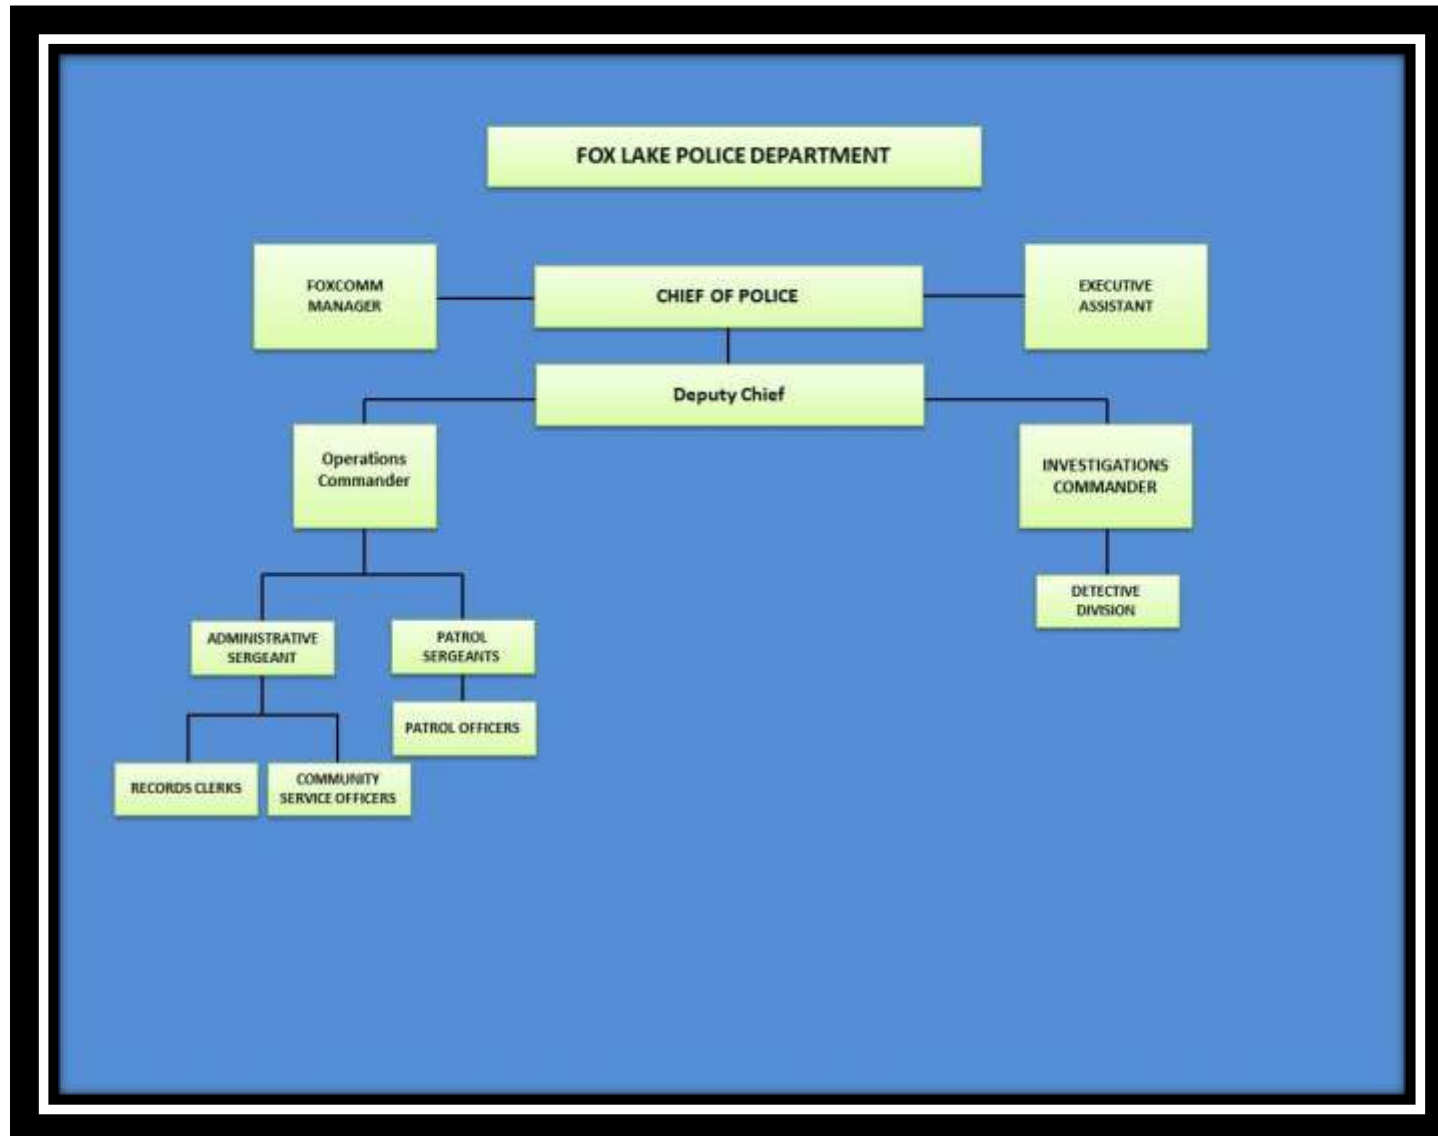 FOX LAKE POLICE DEPARTMENT
FOXCOMM
MANAGER
CHIEF OF POLICE
EXECUTIVE
ASSISTANT
Deputy Chief
Operations
Commander
INVESTIGATIONS
COMMANDER
DETECTIVE
DIVISION
ADMINISTRATIVE
SERGEANT
PATROL
SERGEANTS
PATROL OFFICERS
RECORDS CLERKS
COMMUNITY
SERVICE OFFICERS